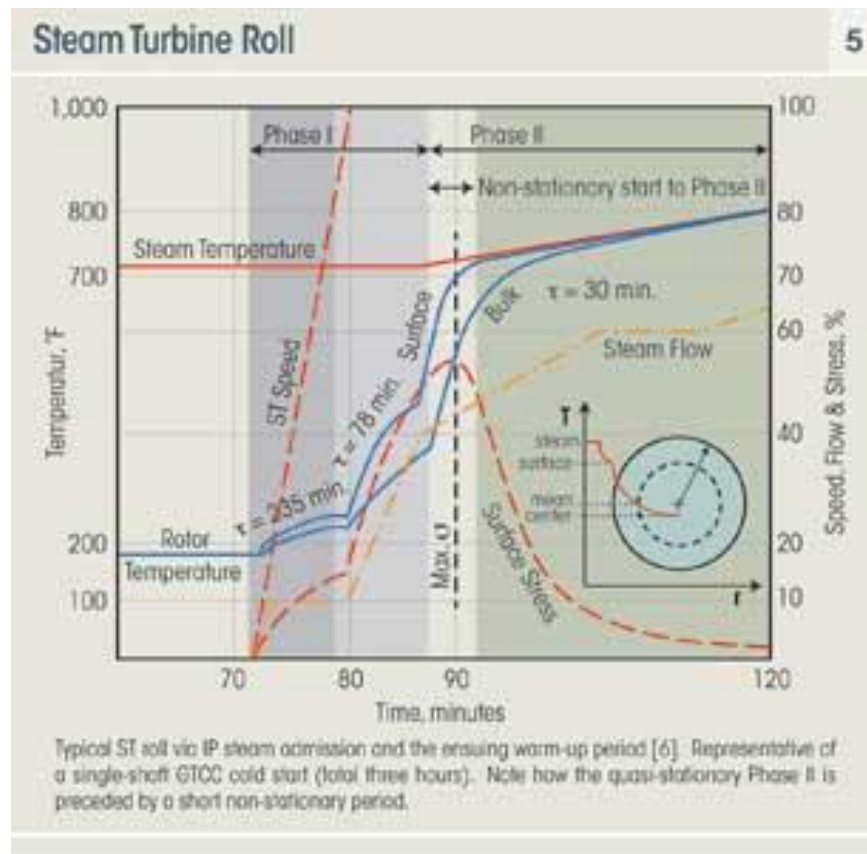 Steam Turbine Roll
5
1,000
100
Phase I
Phase II
Non-stationary start to Phase II
800
80
Steam Temperature
700
70
Surface
Bulk
τ = 30 min.
60
Steam Flow
ST Speed
Temperatur, °F
Speed, Flow & Stress, %
τ = 78 min.
T
40
steam
surface
mean
center
τ = 235 min.
200
Rotor
Temperature
20
Max. σ
Surface Stress
100
r
10
70
80
90
120
Time, minutes
Typical ST roll via IP steam admission and the ensuing warm-up period [6]. Representative of
a single-shaft GTCC cold start (total three hours). Note how the quasi-stationary Phase II is
preceded by a short non-stationary period.